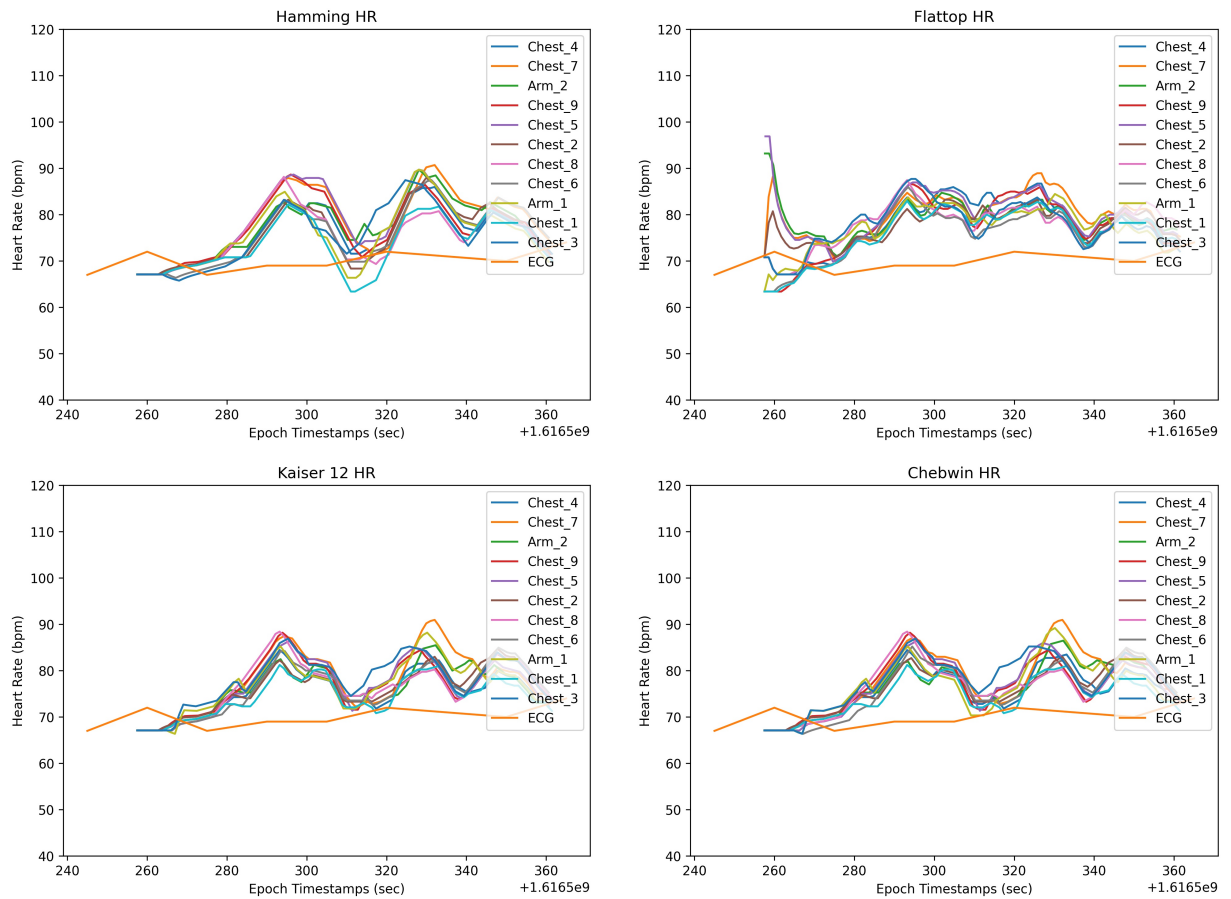 Hamming HR
120
110
100
90
80
70
60
50
40
Heart Rate (bpm)
240 260 280 300 320 340 360
Epoch Timestamps (sec)
+1.6165e9
Chest_4
Chest_7
Arm_2
Chest_9
Chest_5
Chest_2
Chest_8
Chest_6
Arm_1
Chest_1
Chest_3
ECG
Flattop HR
120
110
100
90
80
70
60
50
40
Heart Rate (bpm)
240 260 280 300 320 340 360
Epoch Timestamps (sec)
+1.6165e9
Chest_4
Chest_7
Arm_2
Chest_9
Chest_5
Chest_2
Chest_8
Chest_6
Arm_1
Chest_1
Chest_3
ECG
Kaiser 12 HR
120
110
100
90
80
70
60
50
40
Heart Rate (bpm)
240 260 280 300 320 340 360
Epoch Timestamps (sec)
+1.6165e9
Chest_4
Chest_7
Arm_2
Chest_9
Chest_5
Chest_2
Chest_8
Chest_6
Arm_1
Chest_1
Chest_3
ECG
Chebwin HR
120
110
100
90
80
70
60
50
40
Heart Rate (bpm)
240 260 280 300 320 340 360
Epoch Timestamps (sec)
+1.6165e9
Chest_4
Chest_7
Arm_2
Chest_9
Chest_5
Chest_2
Chest_8
Chest_6
Arm_1
Chest_1
Chest_3
ECG